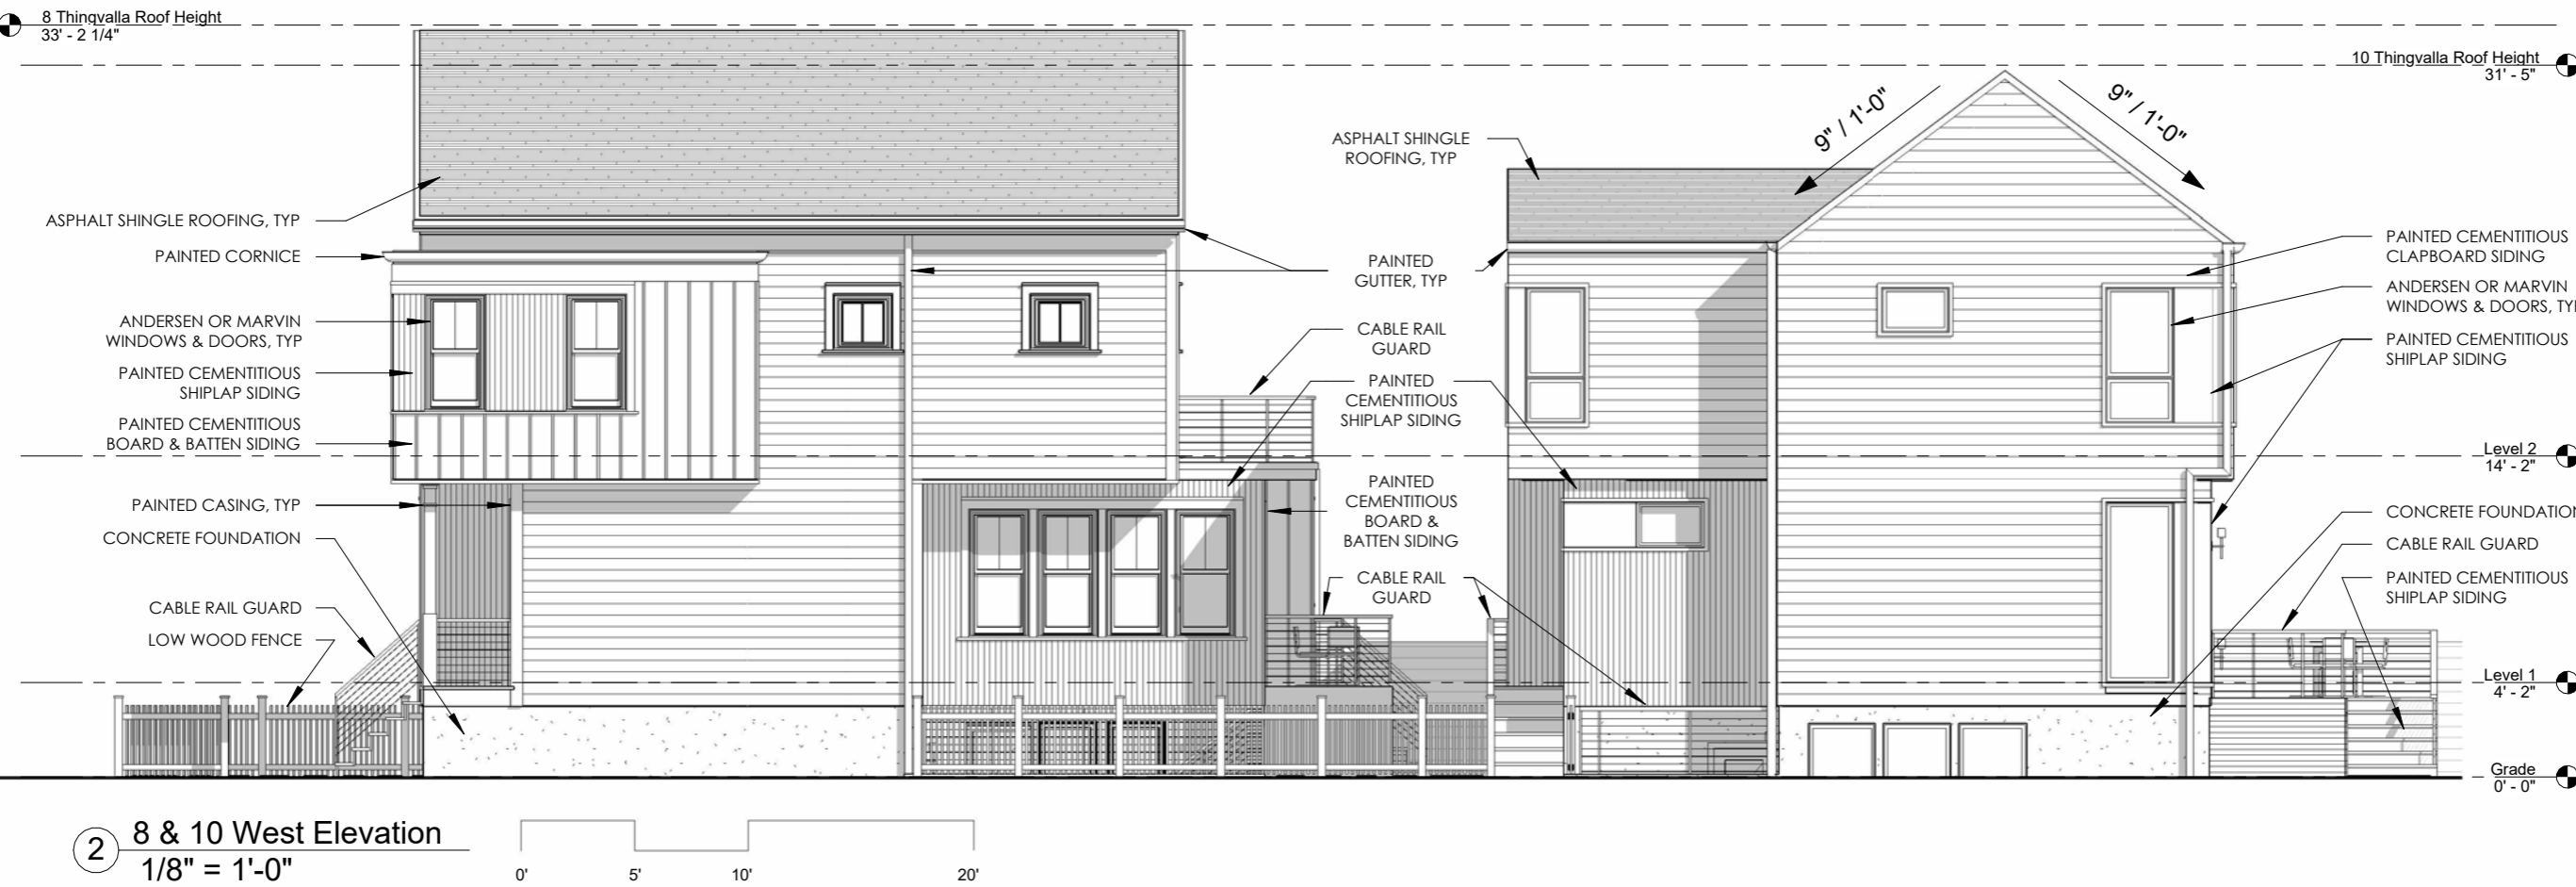 8 Thingvalla Roof Height
33' - 2 1/4"
10 Thingvalla Roof Height
31' - 5"
9" / 1'-0"
9" / 1'-0"
ASPHALT SHINGLE ROOFING, TYP
PAINTED CORNICE
ANDERSEN OR MARVIN
WINDOWS & DOORS, TYP
PAINTED CEMENTITIOUS
SHIPLAP SIDING
PAINTED CEMENTITIOUS
BOARD & BATTEN SIDING
PAINTED CASING, TYP
CONCRETE FOUNDATION
CABLE RAIL GUARD
LOW WOOD FENCE
ASPHALT SHINGLE
ROOFING, TYP
PAINTED
GUTTER, TYP
CABLE RAIL
GUARD
PAINTED
CEMENTITIOUS
SHIPLAP SIDING
PAINTED
CEMENTITIOUS
BOARD &
BATTEN SIDING
CABLE RAIL
GUARD
PAINTED CEMENTITIOUS
CLAPBOARD SIDING
ANDERSEN OR MARVIN
WINDOWS & DOORS, TY
PAINTED CEMENTITIOUS
SHIPLAP SIDING
Level 2
14' - 2"
CONCRETE FOUNDATION
CABLE RAIL GUARD
PAINTED CEMENTITIOUS
SHIPLAP SIDING
Level 1
4' - 2"
Grade
0' - 0"
2
8 & 10 West Elevation
1/8" = 1'-0"
0' 5' 10' 20'